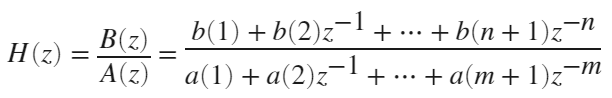 H(z) = B(z)/A(z) = (b(1) + b(2)z⁻¹ + ⋯ + b(n + 1)z⁻ⁿ)/(a(1) + a(2)z⁻¹ + ⋯ + a(m + 1)z⁻ᵐ)